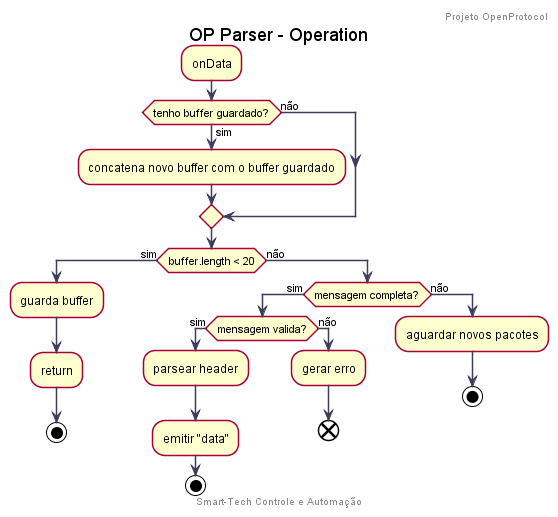 Projeto OpenProtocol
OP Parser - Operation
onData
tenho buffer guardado?
não
sim
concatena novo buffer com o buffer guardado
sim
buffer.length < 20
não
guarda buffer
return
sim
mensagem completa?
não
sim
mensagem valida?
não
aguardar novos pacotes
parsear header
gerar erro
emitir "data"
Smart-Tech Controle e Automação